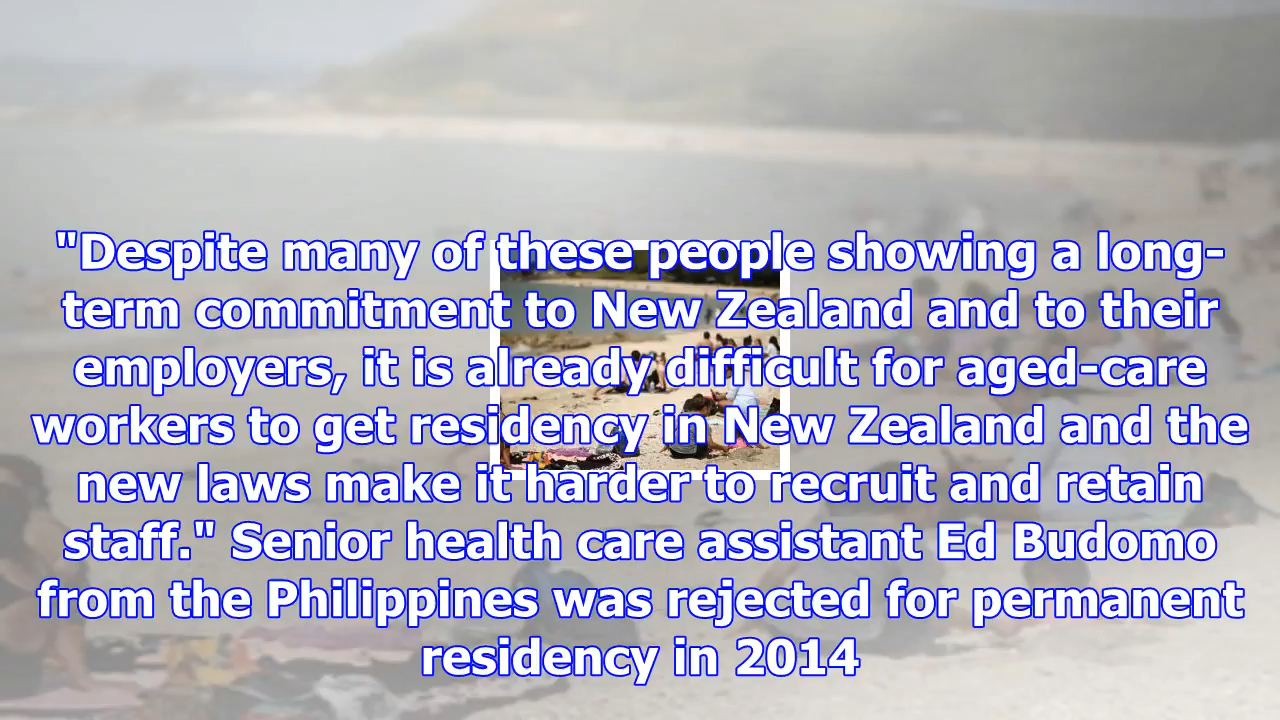 "Despite many of these people showing a long-
term commitment to New Zealand and to their
employers, it is already difficult for aged-care
workers to get residency in New Zealand and the
new laws make it harder to recruit and retain
staff." Senior health care assistant Ed Budomo
from the Philippines was rejected for permanent
residency in 2014